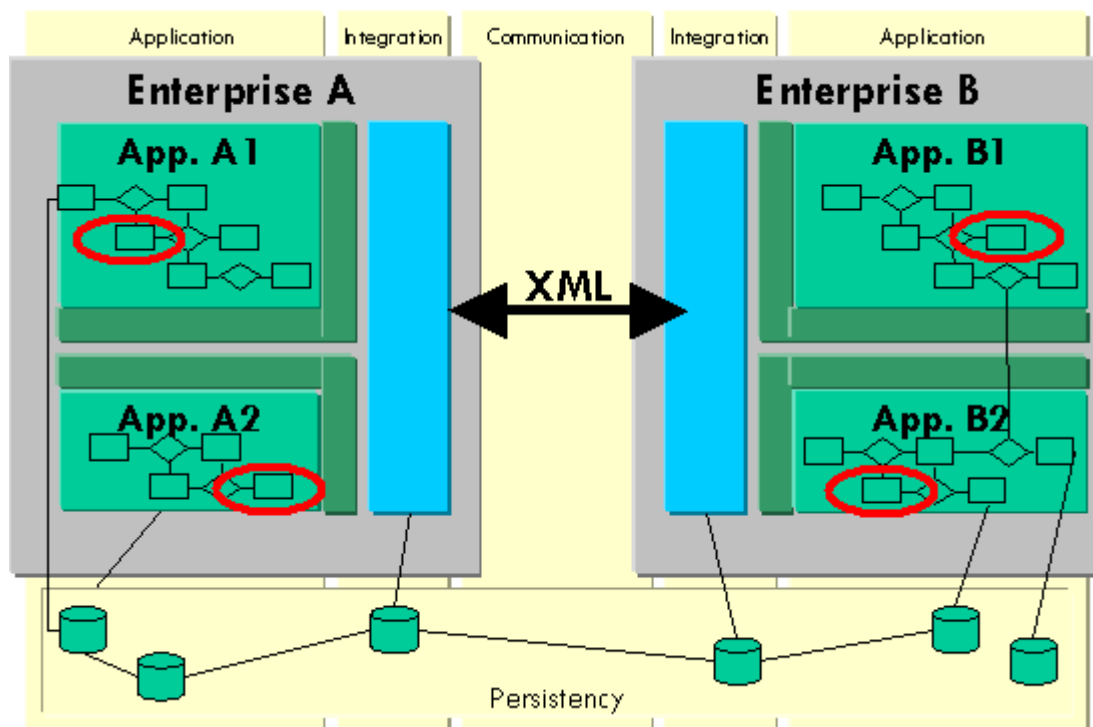 Application
Integration
Communication
Integration
Application
Enterprise A
Enterprise B
App. A1
App. B1
XML
App. A2
App. B2
Persistency